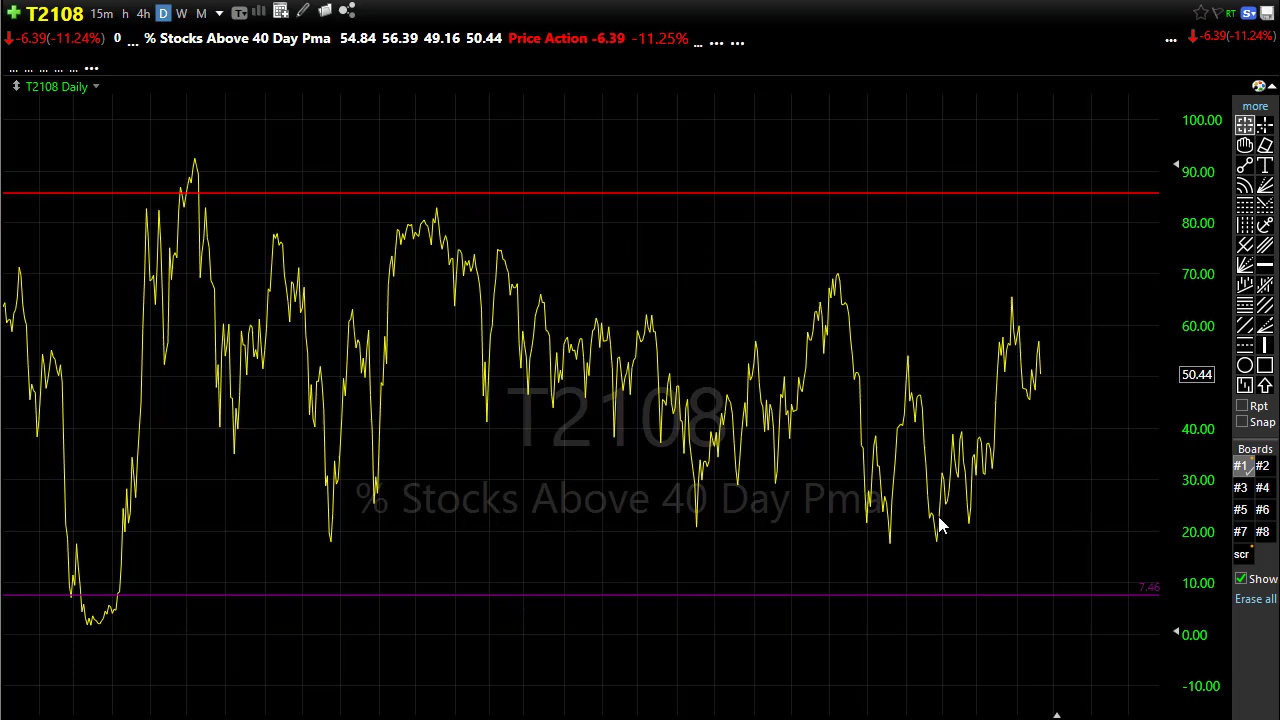 T2108 15m h 4h D W M T
RT S
-6.39(-11.24%) 0 ... % Stocks Above 40 Day Pma 54.84 56.39 49.16 50.44 Price Action -6.39 -11.25% ... ... ...
... -6.39(-11.24%)
... ... ... ... ... ...
T2108 Daily
more
100.00
90.00
80.00
70.00
60.00
50.44
40.00
30.00
20.00
10.00
0.00
-10.00
7.46
T2108
% Stocks Above 40 Day Pma
T
Rpt
Snap
Boards
#1 #2
#3 #4
#5 #6
#7 #8
scr
Show
Erase all